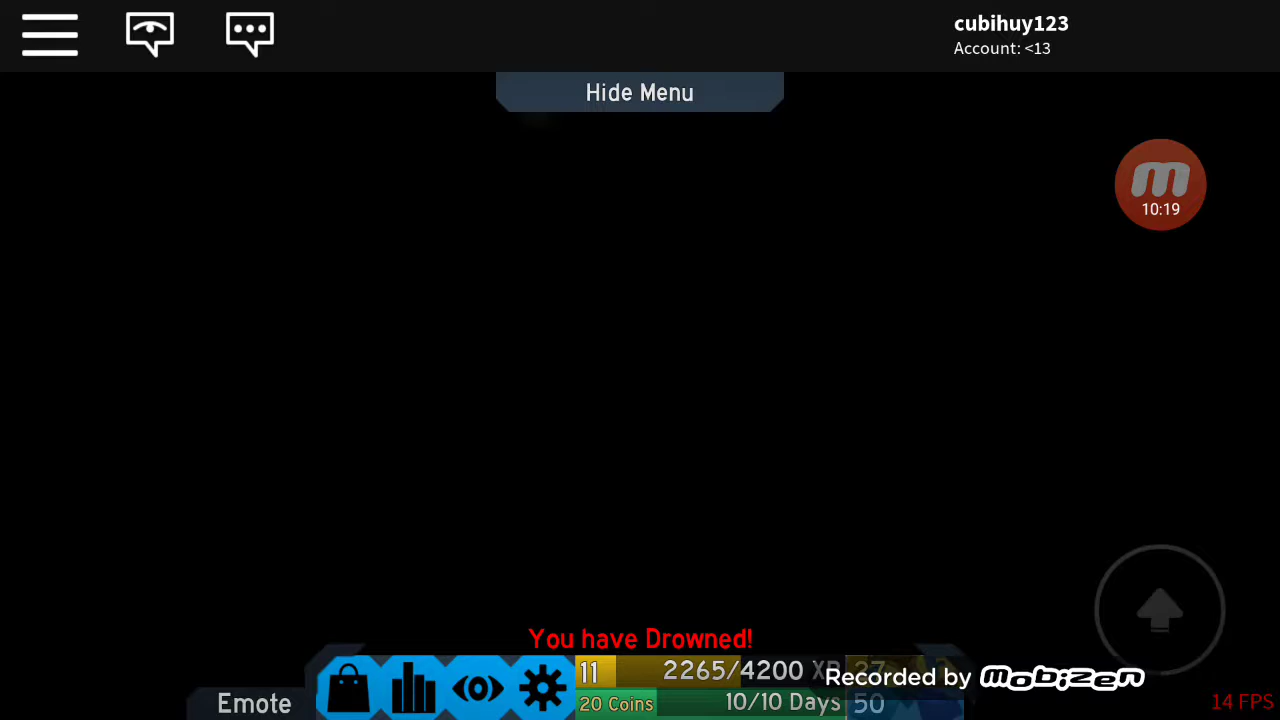 cubihuy123
Account: <13
Hide Menu
10:19
You have Drowned!
11
2265/4200 XP
27
Recorded by mobizen
Emote
20 Coins
10/10 Days
50
14 FPS